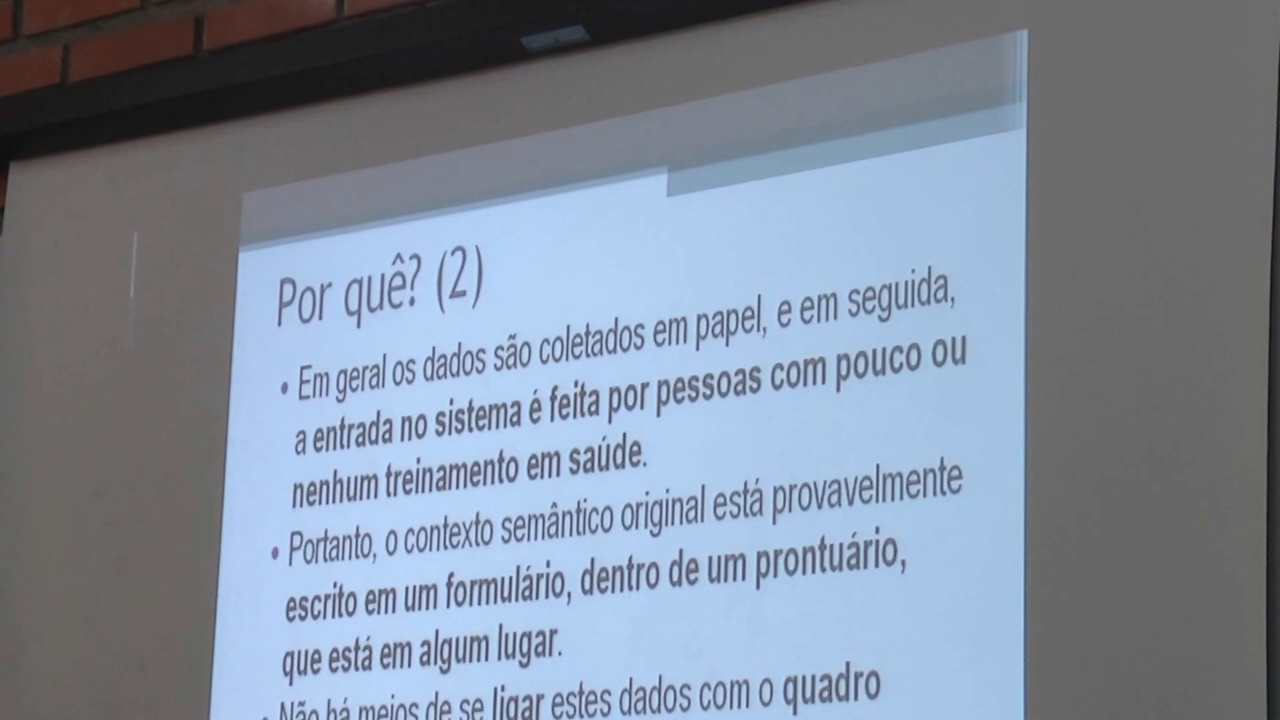 Por quê? (2)
• Em geral os dados são coletados em papel, e em seguida,
a entrada no sistema é feita por pessoas com pouco ou
nenhum treinamento em saúde.
• Portanto, o contexto semântico original está provavelmente
escrito em um formulário, dentro de um prontuário,
que está em algum lugar.
• Não há meios de se ligar estes dados com o quadro